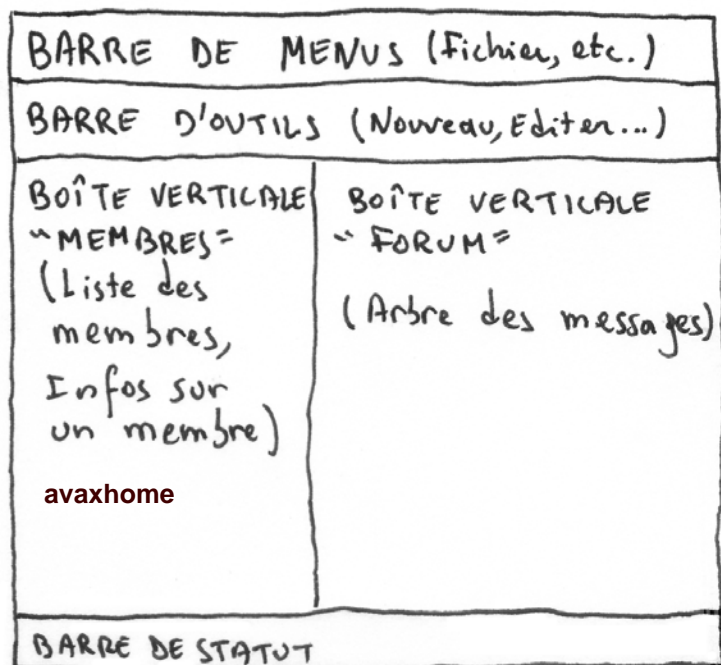 BARRE DE MENUS (Fichier, etc.)
BARRE D'OUTILS (Nouveau, Editer...)
BOÎTE VERTICALE
"MEMBRES"
(Liste des
membres,
Infos sur
un membre)
avaxhome
BOÎTE VERTICALE
"FORUM"
(Arbre des messages)
BARRE DE STATUT